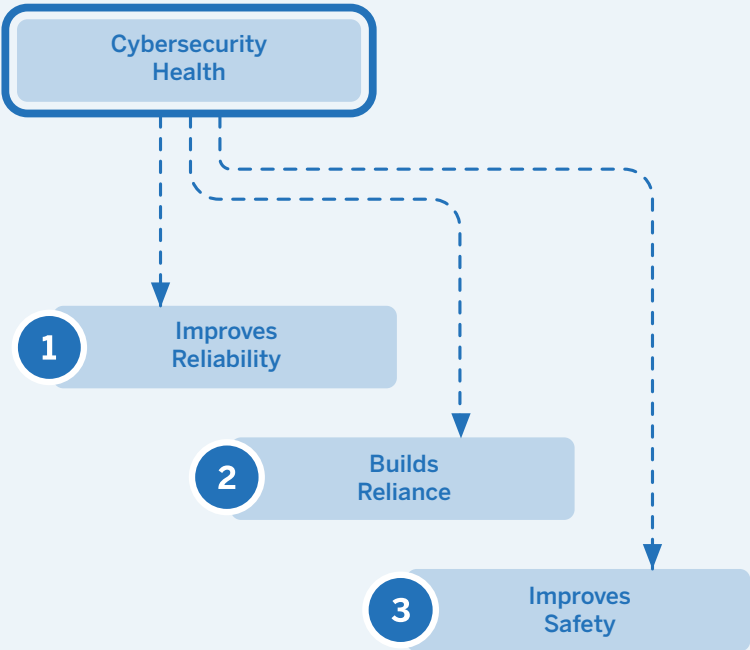 Cybersecurity
Health
1
Improves
Reliability
2
Builds
Reliance
3
Improves
Safety